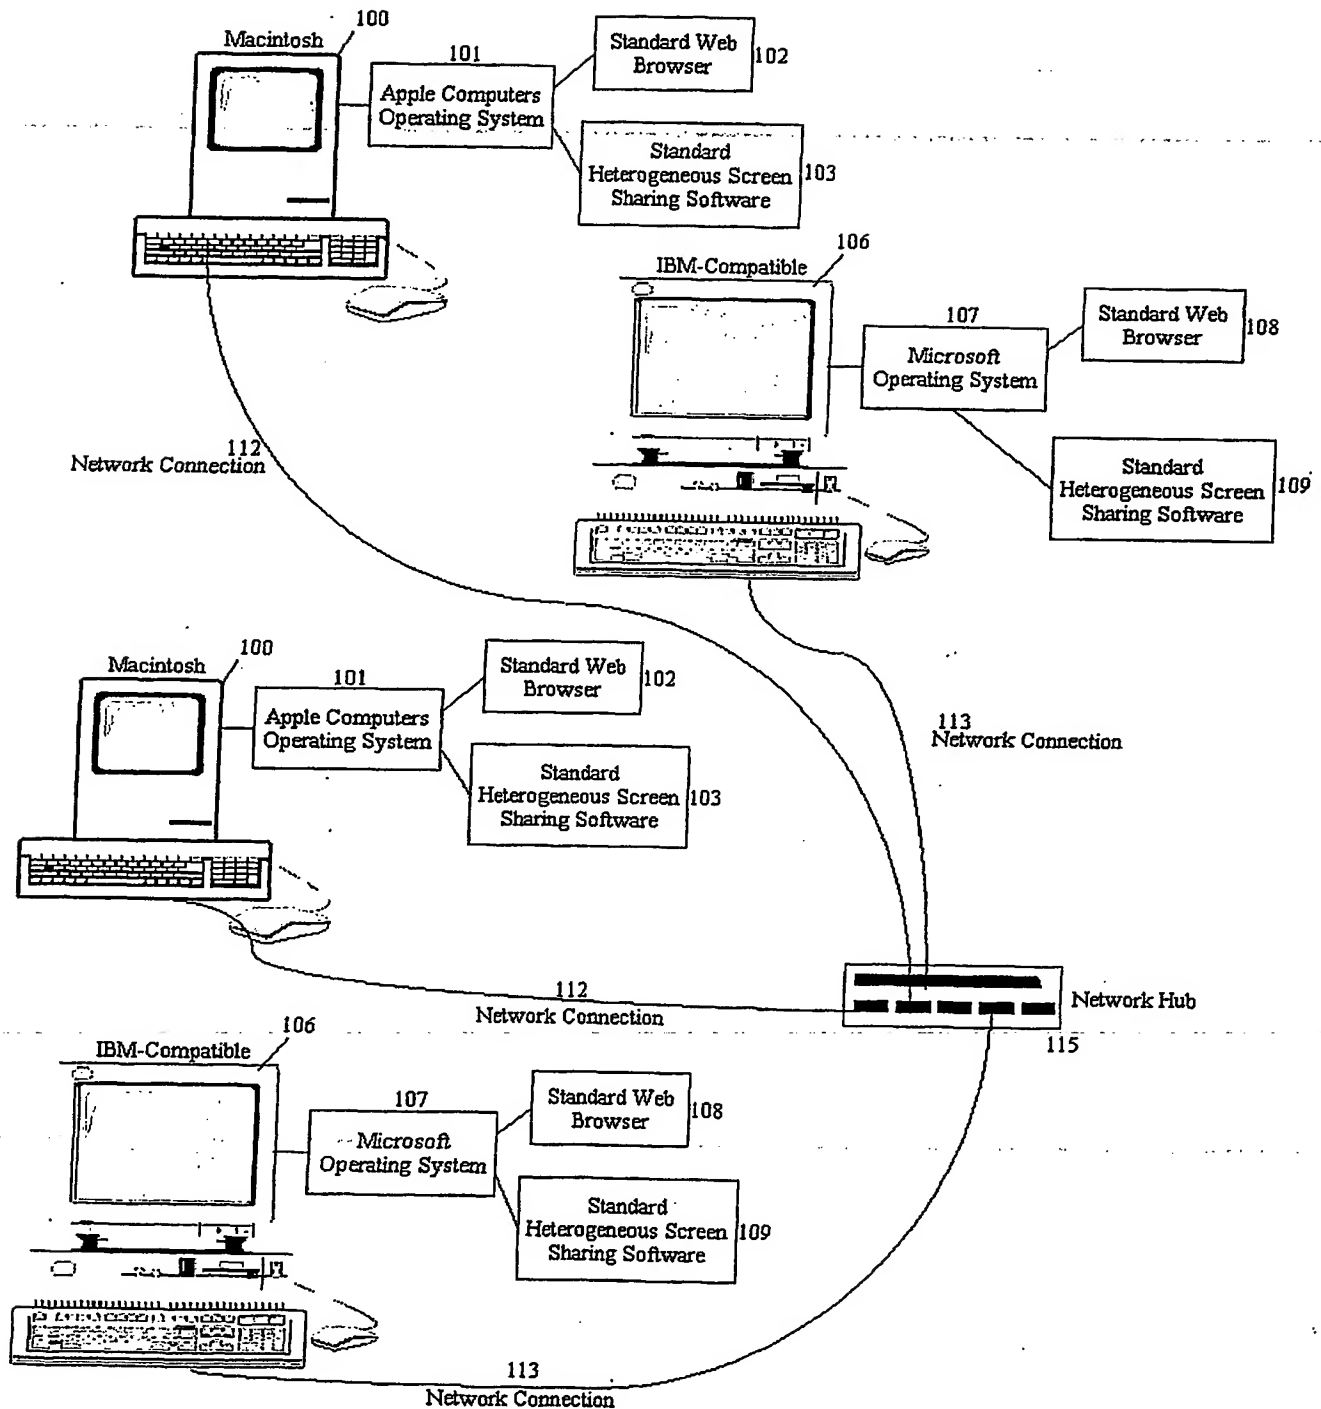 100
Macintosh
101
Apple Computers
Operating System
Standard Web
Browser
102
Standard
Heterogeneous Screen
Sharing Software
103
106
IBM-Compatible
107
Microsoft
Operating System
Standard Web
Browser
108
Standard
Heterogeneous Screen
Sharing Software
109
112
Network Connection
100
Macintosh
101
Apple Computers
Operating System
Standard Web
Browser
102
Standard
Heterogeneous Screen
Sharing Software
103
113
Network Connection
112
Network Connection
Network Hub
115
106
IBM-Compatible
107
Microsoft
Operating System
Standard Web
Browser
108
Standard
Heterogeneous Screen
Sharing Software
109
113
Network Connection